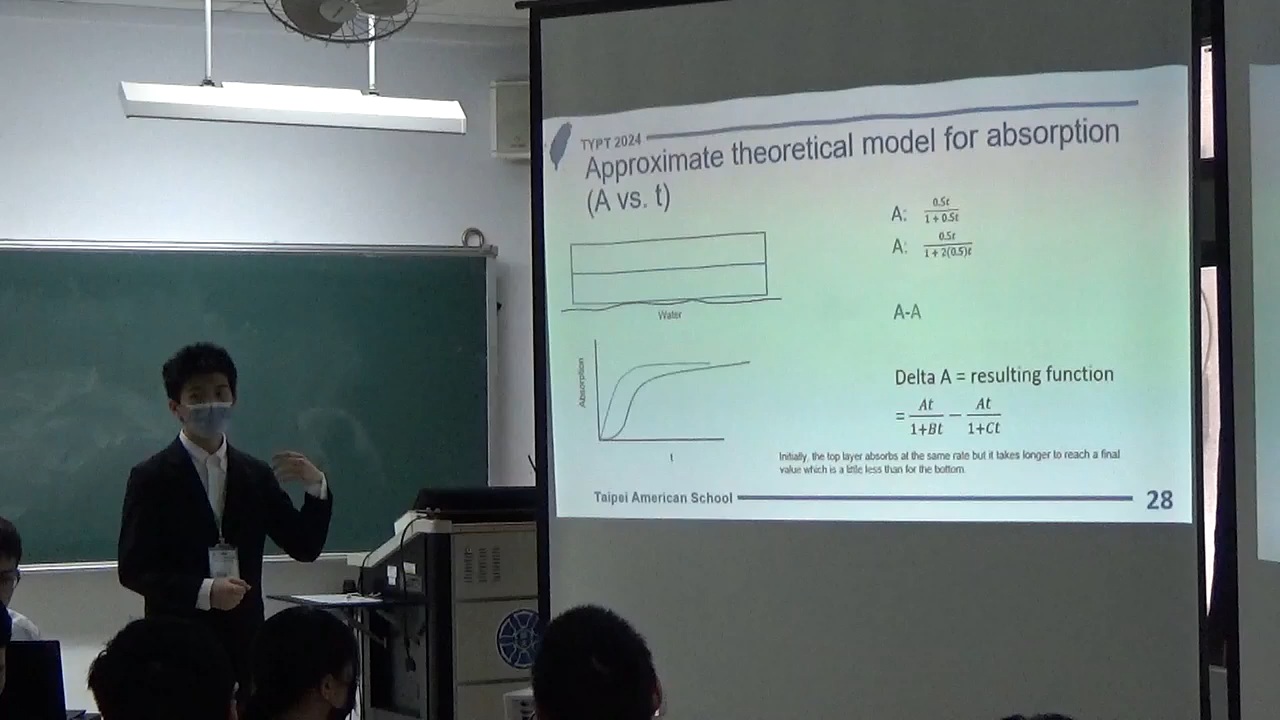 TYPT 2024
Approximate theoretical model for absorption
(A vs. t)
A: 0.5t / 1 + 0.5t
A: 0.5t / 1 + 2(0.5)t
Water
A-A
Absorption
t
Delta A = resulting function
= At / 1+Bt − At / 1+Ct
Initially, the top layer absorbs at the same rate but it takes longer to reach a final
value which is a little less than for the bottom
Taipei American School
28